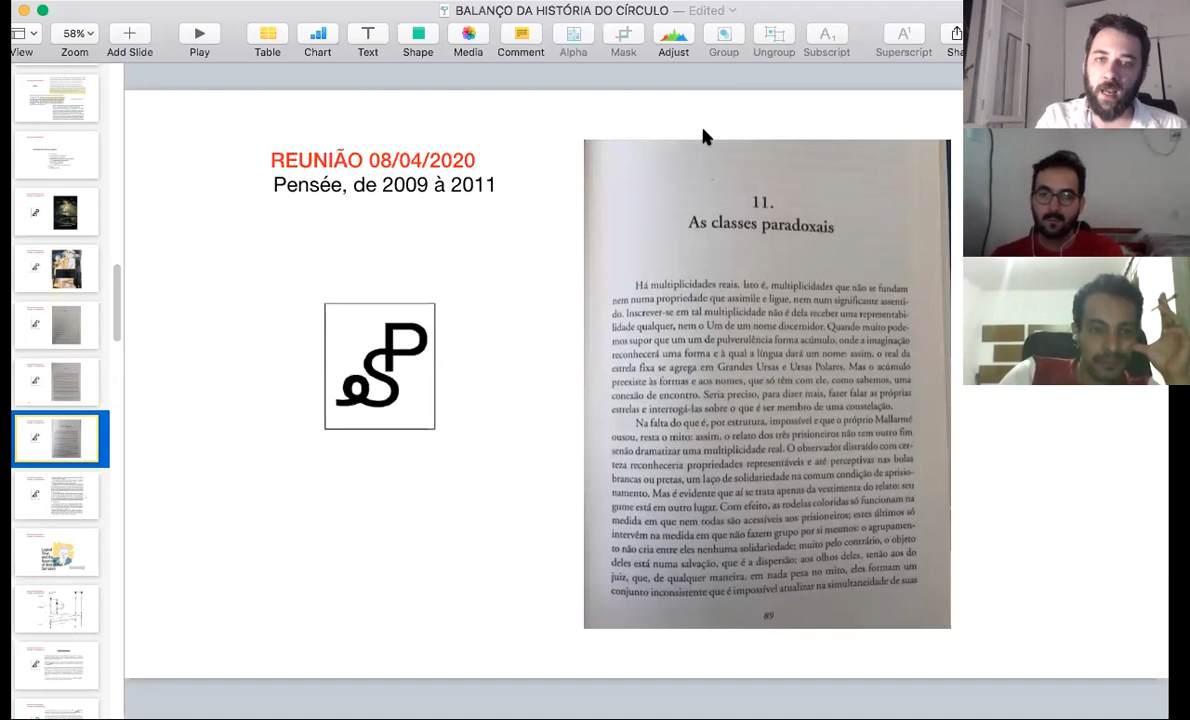 BALANÇO DA HISTÓRIA DO CÍRCULO — Edited
View
58%
Zoom
Add Slide
Play
Table
Chart
Text
Shape
Media
Comment
Alpha
Mask
Adjust
Group
Ungroup
Subscript
Superscript
Sha
REUNIÃO 08/04/2020
Pensée, de 2009 à 2011
11.
As classes paradoxais
Há multiplicidades reais. Isto é, multiplicidades que não se fundam
nem numa propriedade que assimile e ligue, nem num significante assenti-
do. Inscrever-se em tal multiplicidade não é dela receber uma representabi-
lidade qualquer, nem o Um de um nome discernidor. Quando muito pode-
mos supor que um um de pulverulência forma acúmulo, onde a imaginação
reconhecerá uma forma e à qual a língua dará um nome: assim, o real da
estrela fixa se agrega em Grandes Ursas e Ursas Polares. Mas o acúmulo
preexiste às formas e aos nomes, que só têm com ele, como sabemos, uma
conexão de encontro. Seria preciso, para dizer mais, fazer falar as próprias
estrelas e interrogá-las sobre o que é ser membro de uma constelação.
Na falta do que é, por estrutura, impossível e que o próprio Mallarmé
ousou, resta o mito: assim, o relato dos três prisioneiros não tem outro fim
senão dramatizar uma multiplicidade real. O observador distraído com cer-
teza reconheceria propriedades representáveis e até perceptivas nas bolas
brancas ou pretas, um laço de solidariedade na comum condição de aprisio-
namento. Mas é evidente que aí se trata apenas da vestimenta do relato: seu
gume está em outro lugar. Com efeito, as rodelas coloridas só funcionam na
medida em que nem todas são acessíveis aos prisioneiros; estes últimos só
intervêm na medida em que não fazem grupo por si mesmos: o agrupamen-
to não cria entre eles nenhuma solidariedade; muito pelo contrário, o objeto
deles está numa salvação, que é a dispersão: aos olhos deles, senão aos do
juiz, que, de qualquer maneira, em nada pesa no mito, eles formam um
conjunto inconsistente que é impossível atualizar na simultaneidade de suas
89